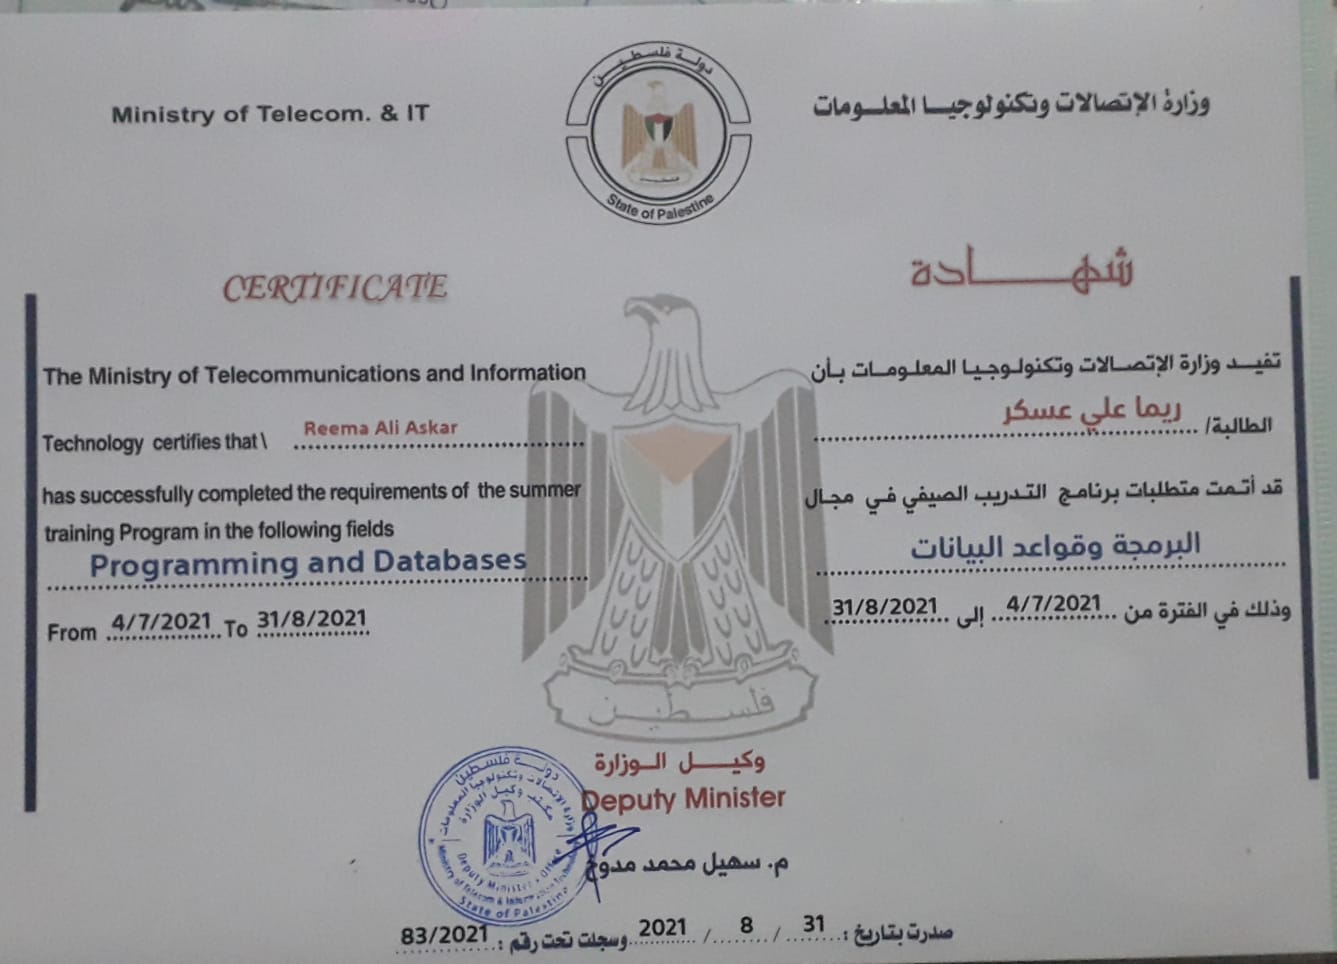 دولة فلسطين
State of Palestine
Ministry of Telecom. & IT
وزارة الإتصالات وتكنولوجيا المعلومات
CERTIFICATE
شهادة
The Ministry of Telecommunications and Information
Technology certifies that \ Reema Ali Askar
has successfully completed the requirements of the summer
training Program in the following fields
Programming and Databases
From 4/7/2021 To 31/8/2021
تفيد وزارة الإتصالات وتكنولوجيا المعلومات بأن
الطالبة/ ريما علي عسكر
قد أتمت متطلبات برنامج التدريب الصيفي في مجال
البرمجة وقواعد البيانات
وذلك في الفترة من 4/7/2021 إلى 31/8/2021
فلسطين
وكيل الوزارة
Deputy Minister
م. سهيل محمد مدوخ
دولة فلسطين
وزارة الاتصالات وتكنولوجيا المعلومات
مكتب وكيل الوزارة
Deputy Minister Office
Ministry of Telecom & Information Technology
State of Palestine
صدرت بتاريخ : 31 / 8 / 2021 وسجلت تحت رقم : 83/2021